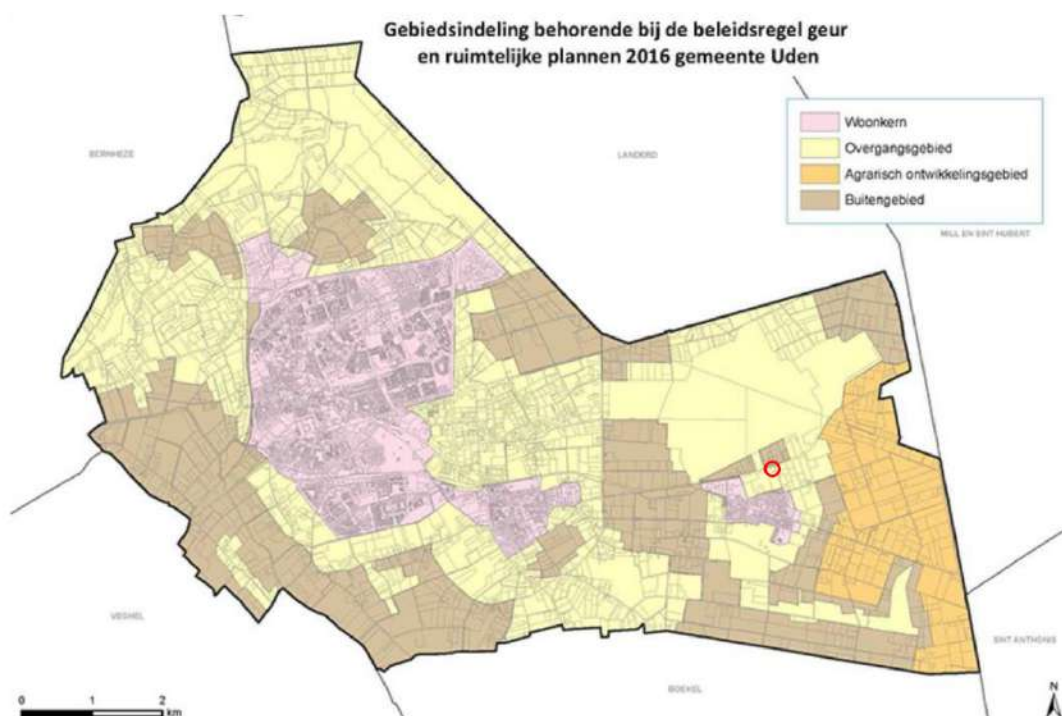 Gebiedsindeling behorende bij de beleidsregel geur
en ruimtelijke plannen 2016 gemeente Uden
Woonkern
Overgangsgebied
Agrarisch ontwikkelingsgebied
Buitengebied
BERNHEZE
LANDERD
MILL EN SINT HUBERT
VEGHEL
SINT ANTHONIS
BOEKEL
0 1 2
km
N